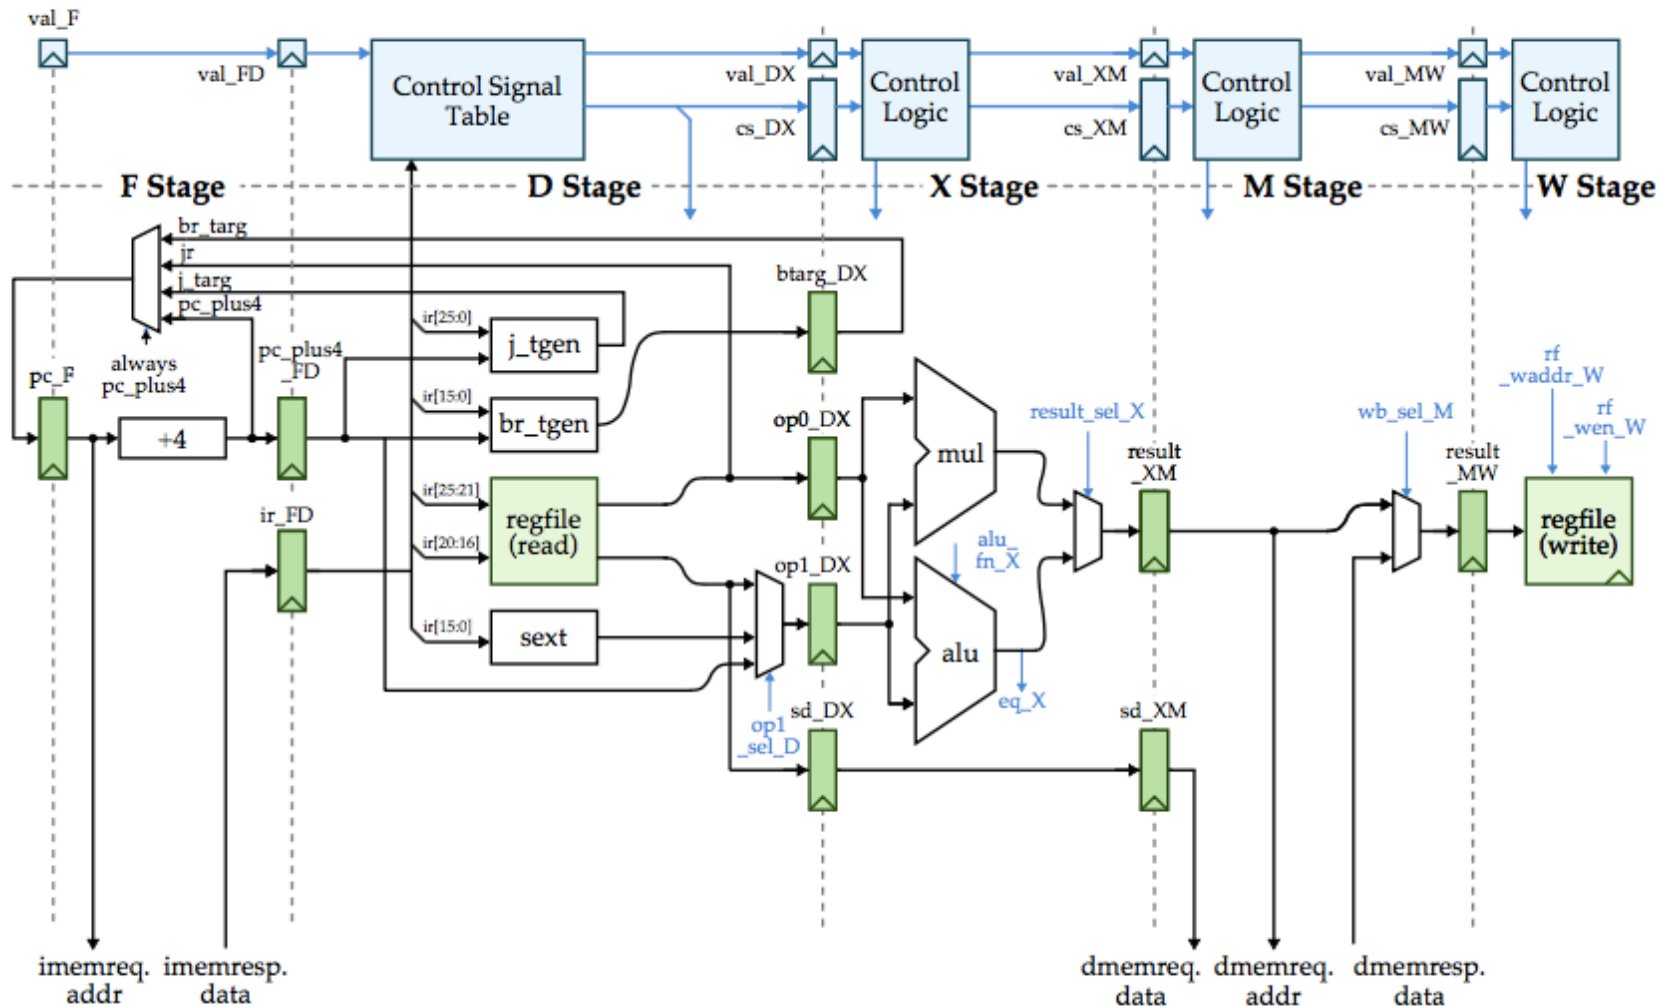 val_F
val_FD
Control Signal
Table
val_DX
cs_DX
Control
Logic
val_XM
cs_XM
Control
Logic
val_MW
cs_MW
Control
Logic
F Stage
D Stage
X Stage
M Stage
W Stage
br_targ
jr
j_targ
pc_plus4
always
pc_plus4
pc_F
+4
pc_plus4
_FD
ir_FD
ir[25:0]
j_tgen
ir[15:0]
br_tgen
ir[25:21]
ir[20:16]
regfile
(read)
ir[15:0]
sext
op1
_sel_D
btarg_DX
op0_DX
op1_DX
sd_DX
mul
alu_
fn_X
alu
eq_X
result_sel_X
result
_XM
sd_XM
wb_sel_M
result
_MW
rf
_waddr_W
rf
_wen_W
regfile
(write)
imemreq.
addr
imemresp.
data
dmemreq.
data
dmemreq.
addr
dmemresp.
data